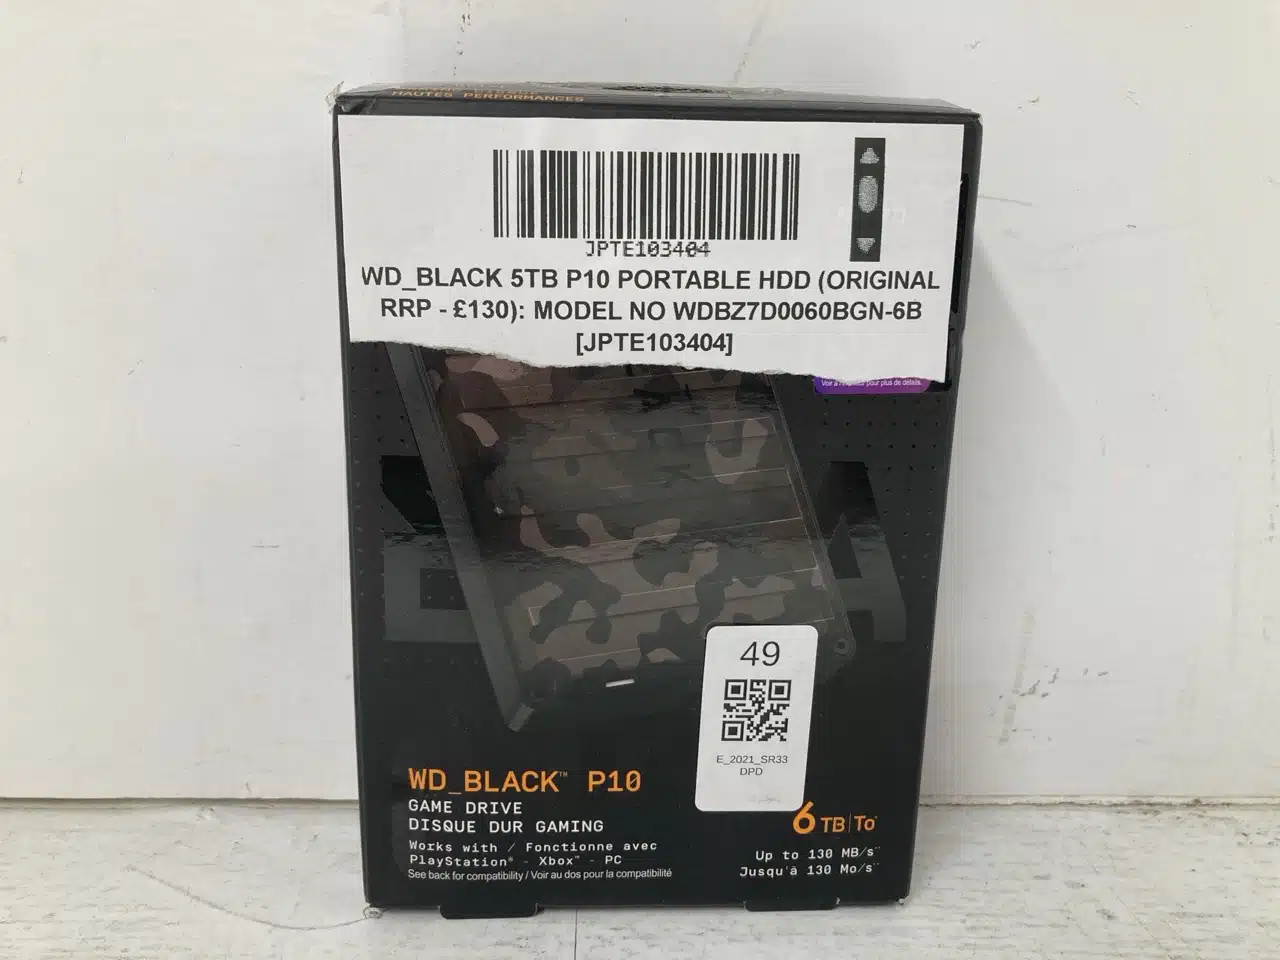 HAUTES PERFORMANCES
JPTE103404
WD_BLACK 5TB P10 PORTABLE HDD (ORIGINAL
RRP - £130): MODEL NO WDBZ7D0060BGN-6B
[JPTE103404]
pour plus de détails.
49
E_2021_SR33
DPD
WD_BLACK™ P10
GAME DRIVE
DISQUE DUR GAMING
Works with / Fonctionne avec
PlayStation® - Xbox™ - PC
See back for compatibility / Voir au dos pour la compatibilité
6 TB|To*
Up to 130 MB/s**
Jusqu'à 130 Mo/s**